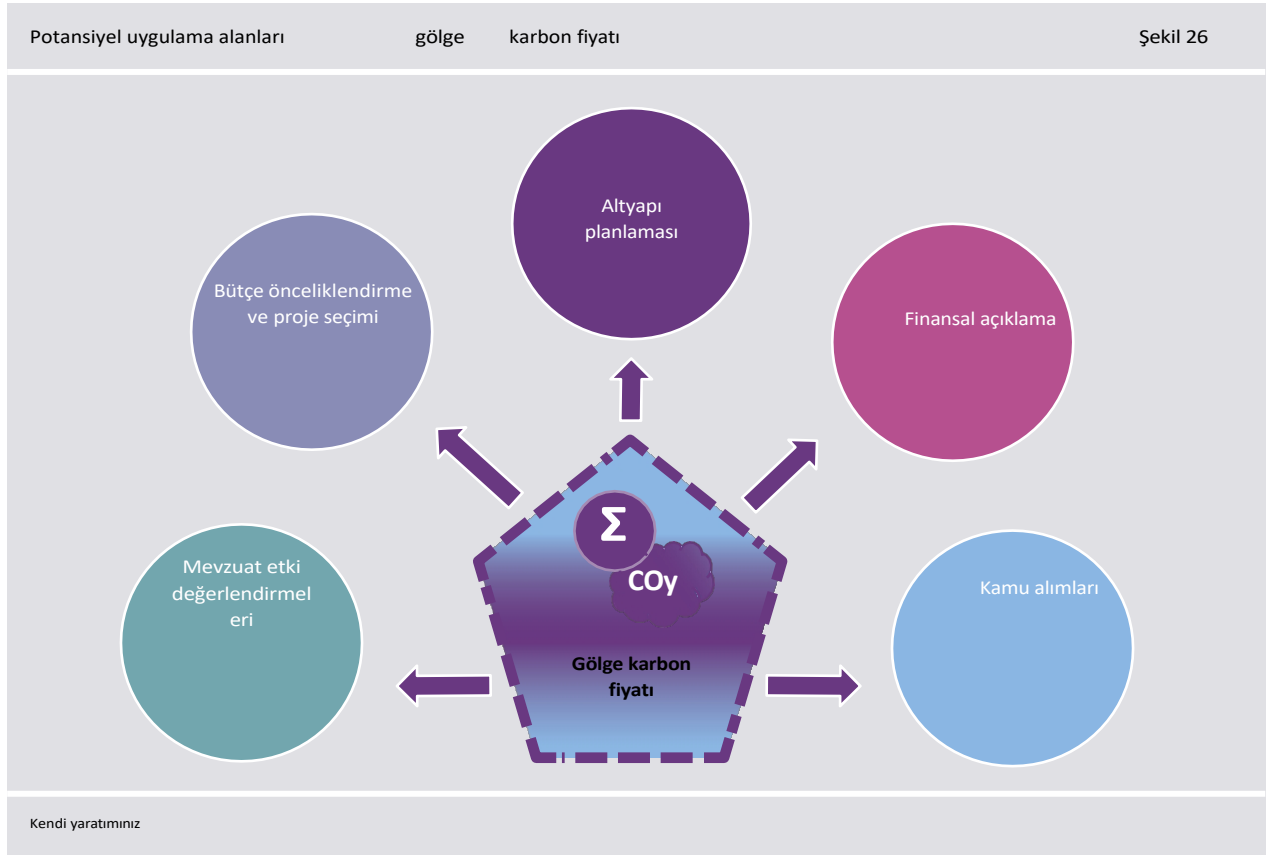 Potansiyel uygulama alanları gölge karbon fiyatı Şekil 26
Altyapı
planlaması
Bütçe önceliklendirme
ve proje seçimi
Finansal açıklama
Mevzuat etki
değerlendirmel
eri
Kamu alımları
Σ
COy
Gölge karbon
fiyatı
Kendi yaratımınız